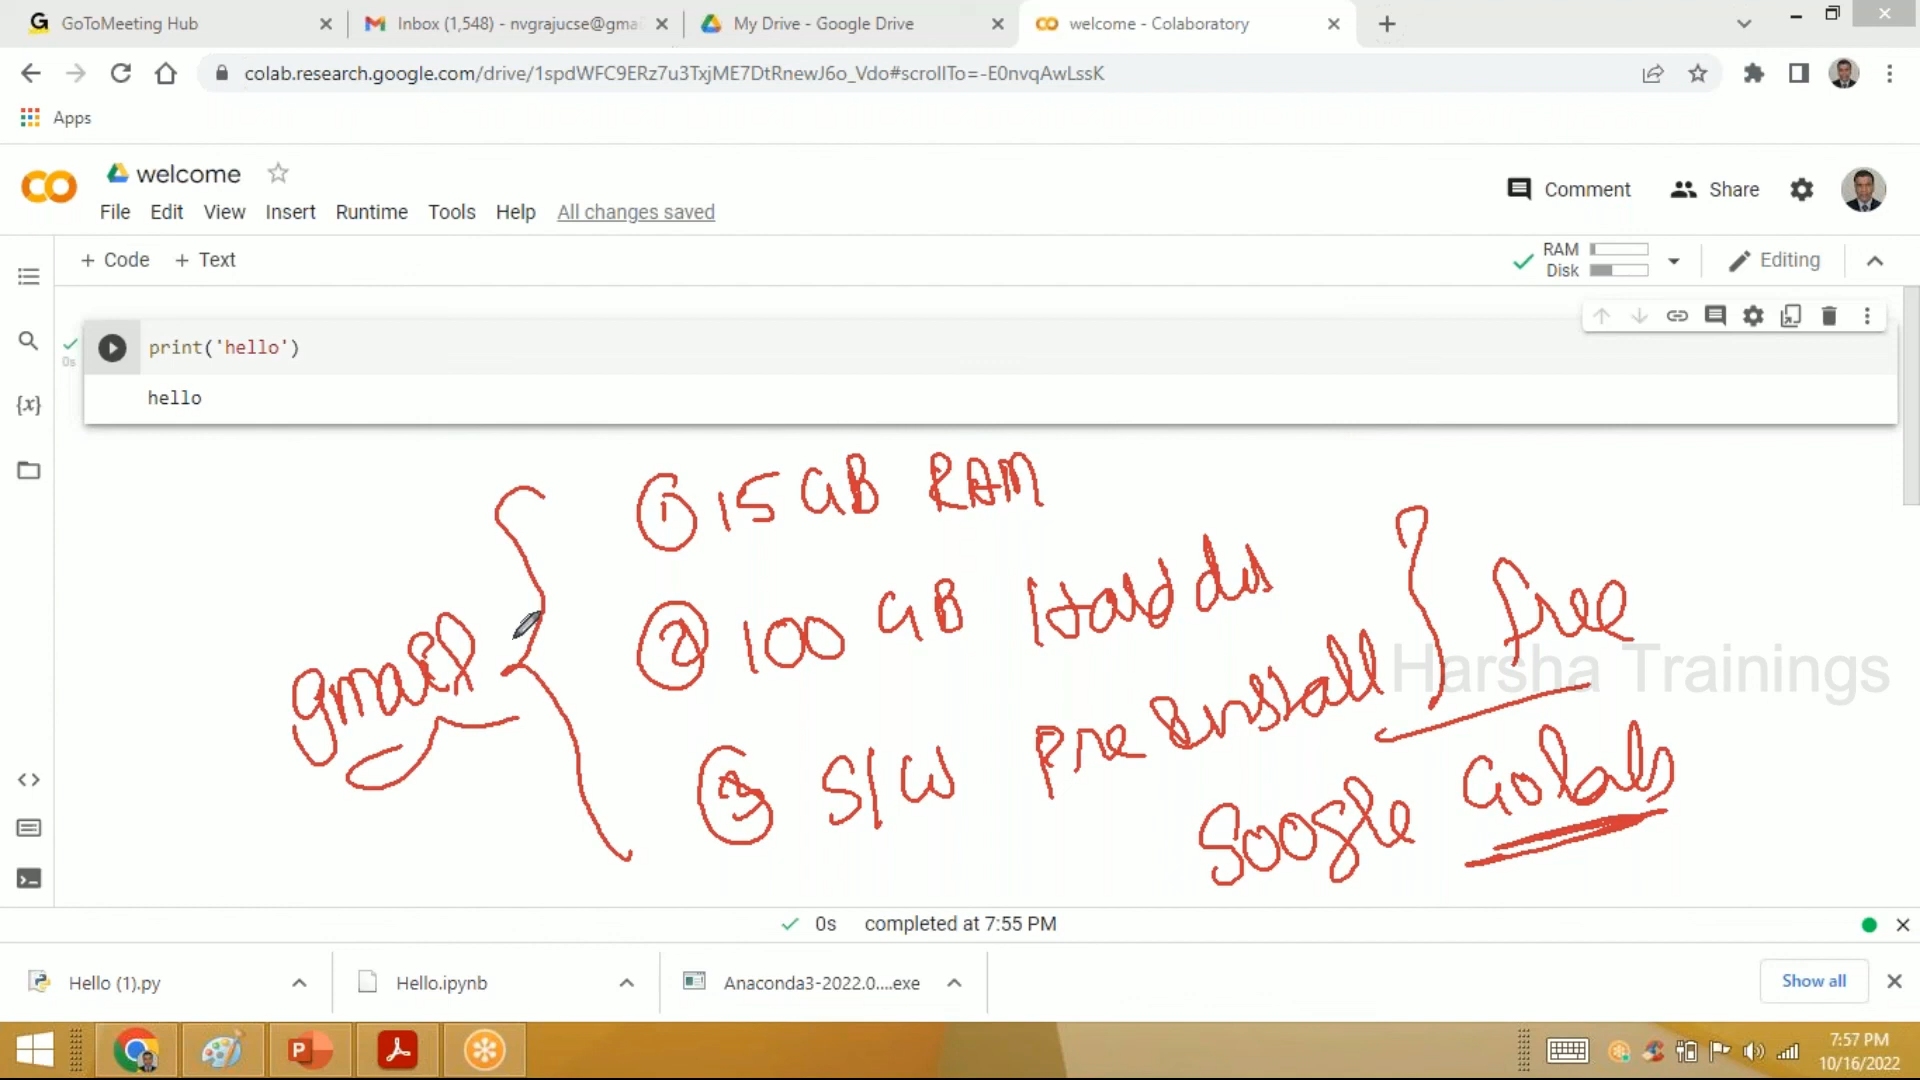 GoToMeeting Hub
Inbox (1,548) - nvgrajucse@gmai
My Drive - Google Drive
welcome - Colaboratory
colab.research.google.com/drive/1spdWFC9ERz7u3TxjME7DtRnewJ6o_Vdo#scrollTo=-E0nvqAwLssK
Apps
welcome
Comment Share
File Edit View Insert Runtime Tools Help All changes saved
+ Code + Text
RAM
Disk
Editing
print('hello')
0s
hello
① 15 GB RAM
② 100 GB Hard dis
free
gmail
Harsha Trainings
③ S/W Pre Install
Google Colabs
0s completed at 7:55 PM
Hello (1).py
Hello.ipynb
Anaconda3-2022.0....exe
Show all
7:57 PM
10/16/2022